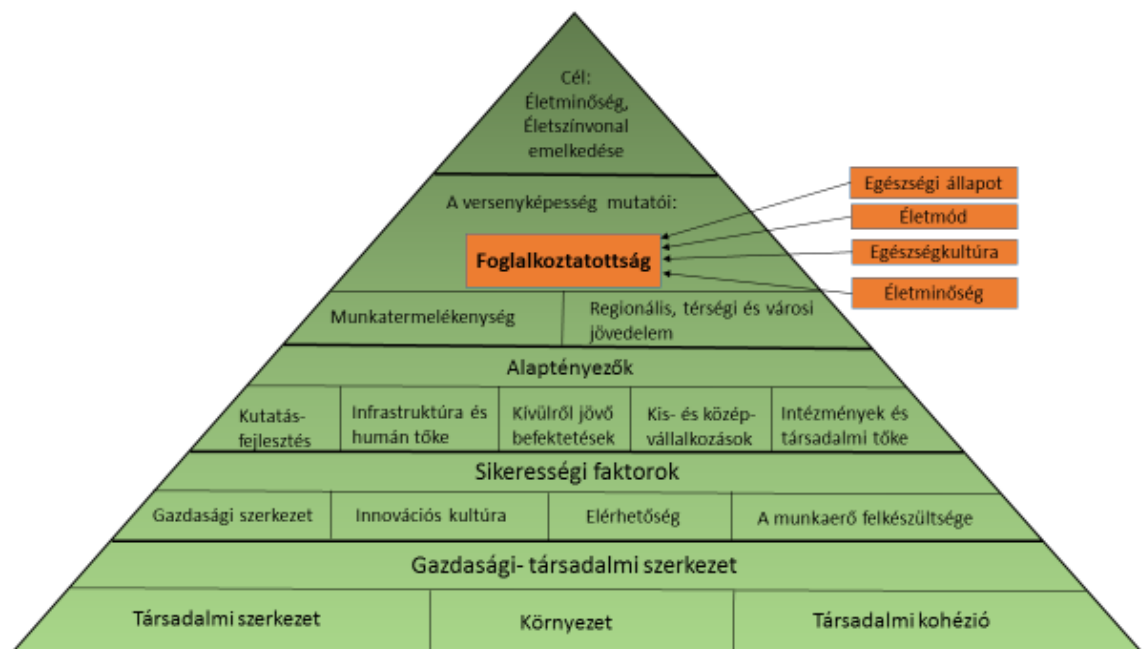 Cél:
Életminőség,
Életszínvonal
emelkedése
A versenyképesség mutatói:
Foglalkoztatottság
Egészségi állapot
Életmód
Egészségkultúra
Életminőség
Munkatermelékenység
Regionális, térségi és városi
jövedelem
Alaptényezők
Kutatás-
fejlesztés
Infrastruktúra és
humán tőke
Kívülről jövő
befektetések
Kis- és közép-
vállalkozások
Intézmények és
társadalmi tőke
Sikerességi faktorok
Gazdasági szerkezet
Innovációs kultúra
Elérhetőség
A munkaerő felkészültsége
Gazdasági- társadalmi szerkezet
Társadalmi szerkezet
Környezet
Társadalmi kohézió